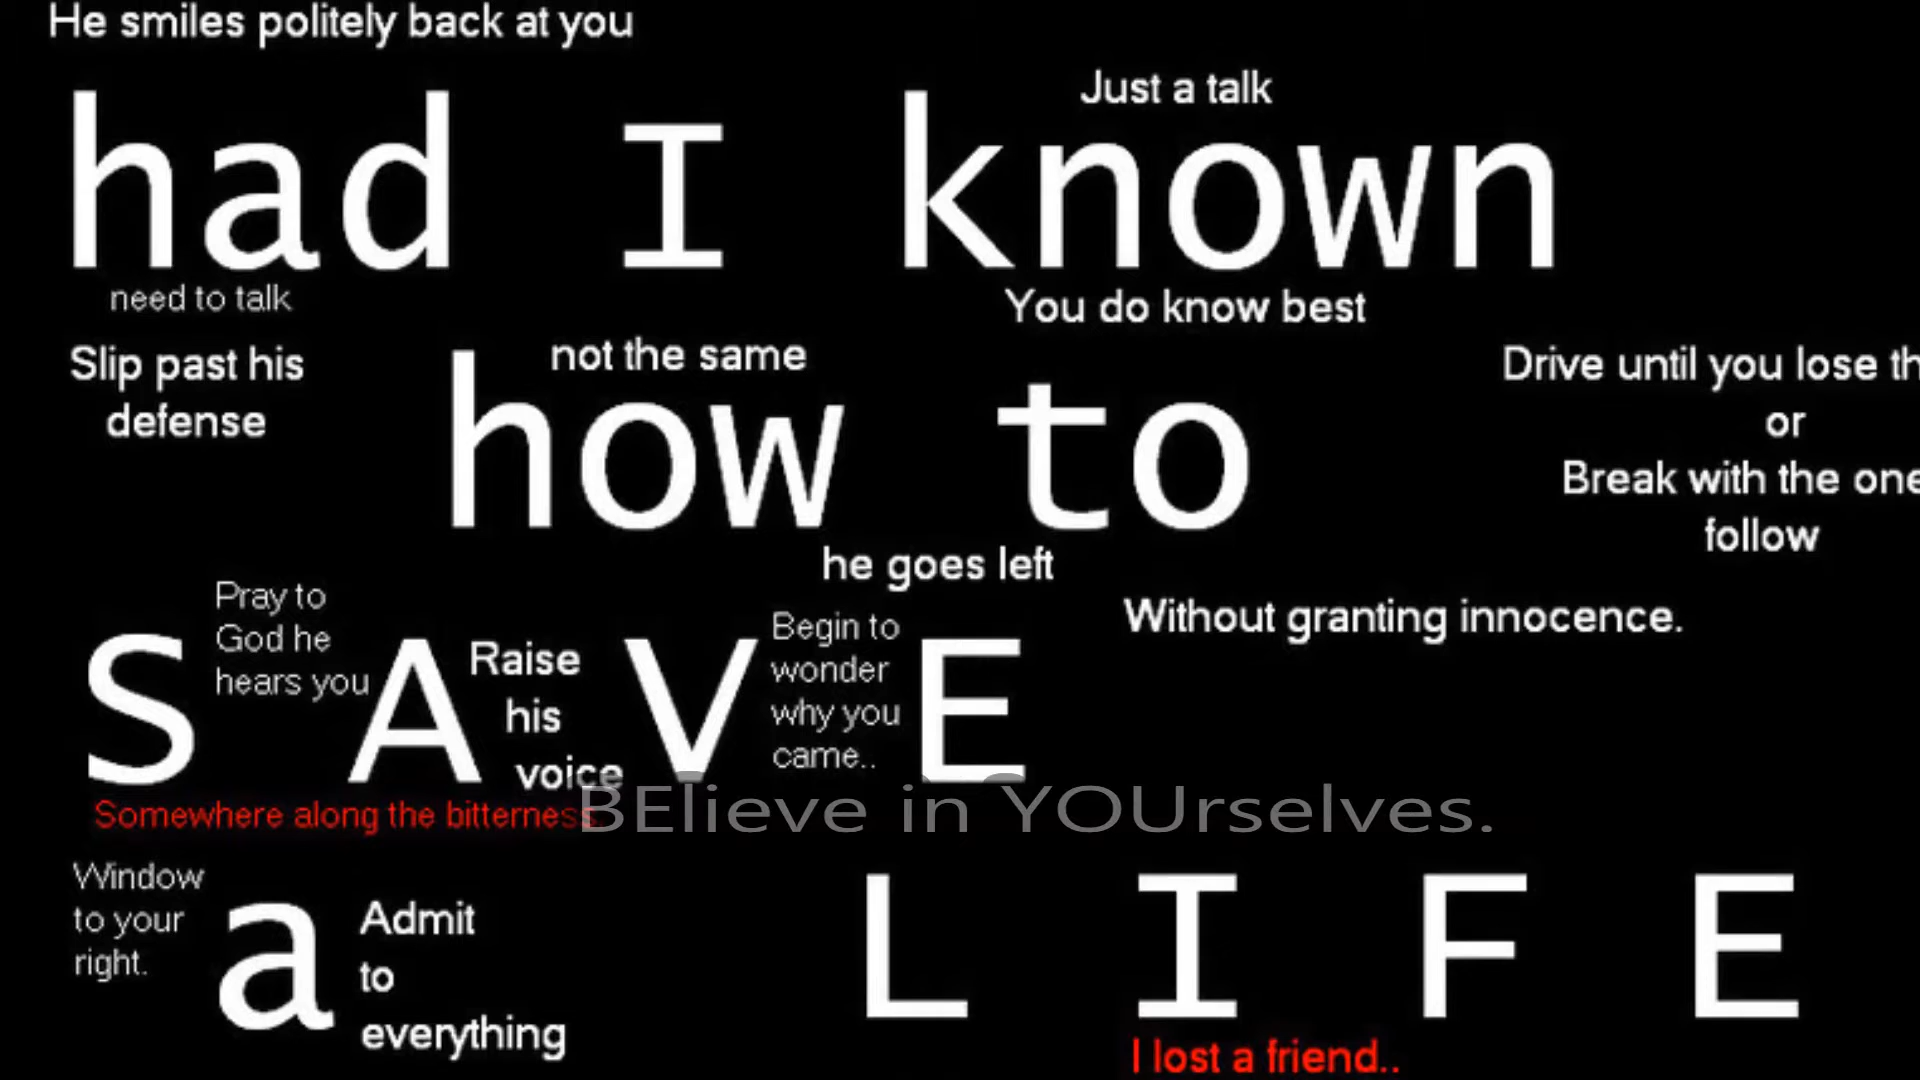 He smiles politely back at you
Just a talk
had I known
need to talk
You do know best
Slip past his
defense
not the same
how to
Drive until you lose th
or
Break with the one
follow
he goes left
Without granting innocence.
Pray to
God he
hears you
Raise
his
voice
Begin to
wonder
why you
came..
S A V E
Somewhere along the bitterness
BElieve in YOUrselves.
Window
to your
right.
a
Admit
to
everything
L I F E
I lost a friend..